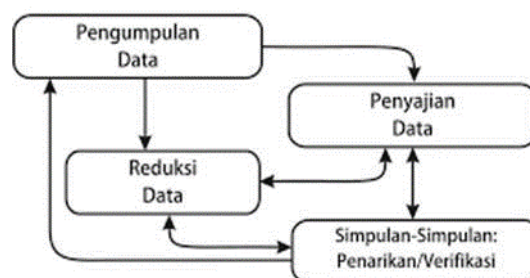 Pengumpulan
Data
Penyajian
Data
Reduksi
Data
Simpulan-Simpulan:
Penarikan/Verifikasi